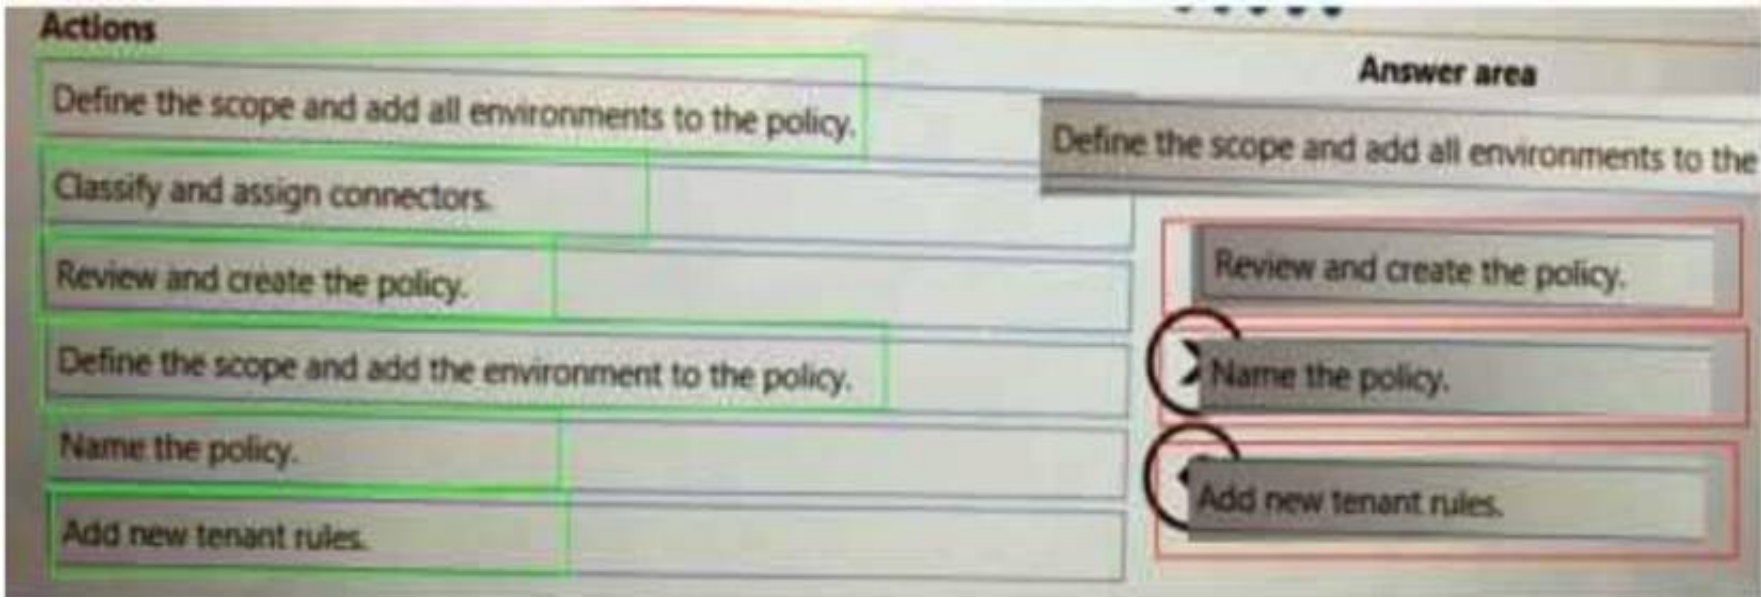 Actions
Define the scope and add all environments to the policy.
Classify and assign connectors.
Review and create the policy.
Define the scope and add the environment to the policy.
Name the policy.
Add new tenant rules.
Answer area
Define the scope and add all environments to the
Review and create the policy.
Name the policy.
Add new tenant rules.